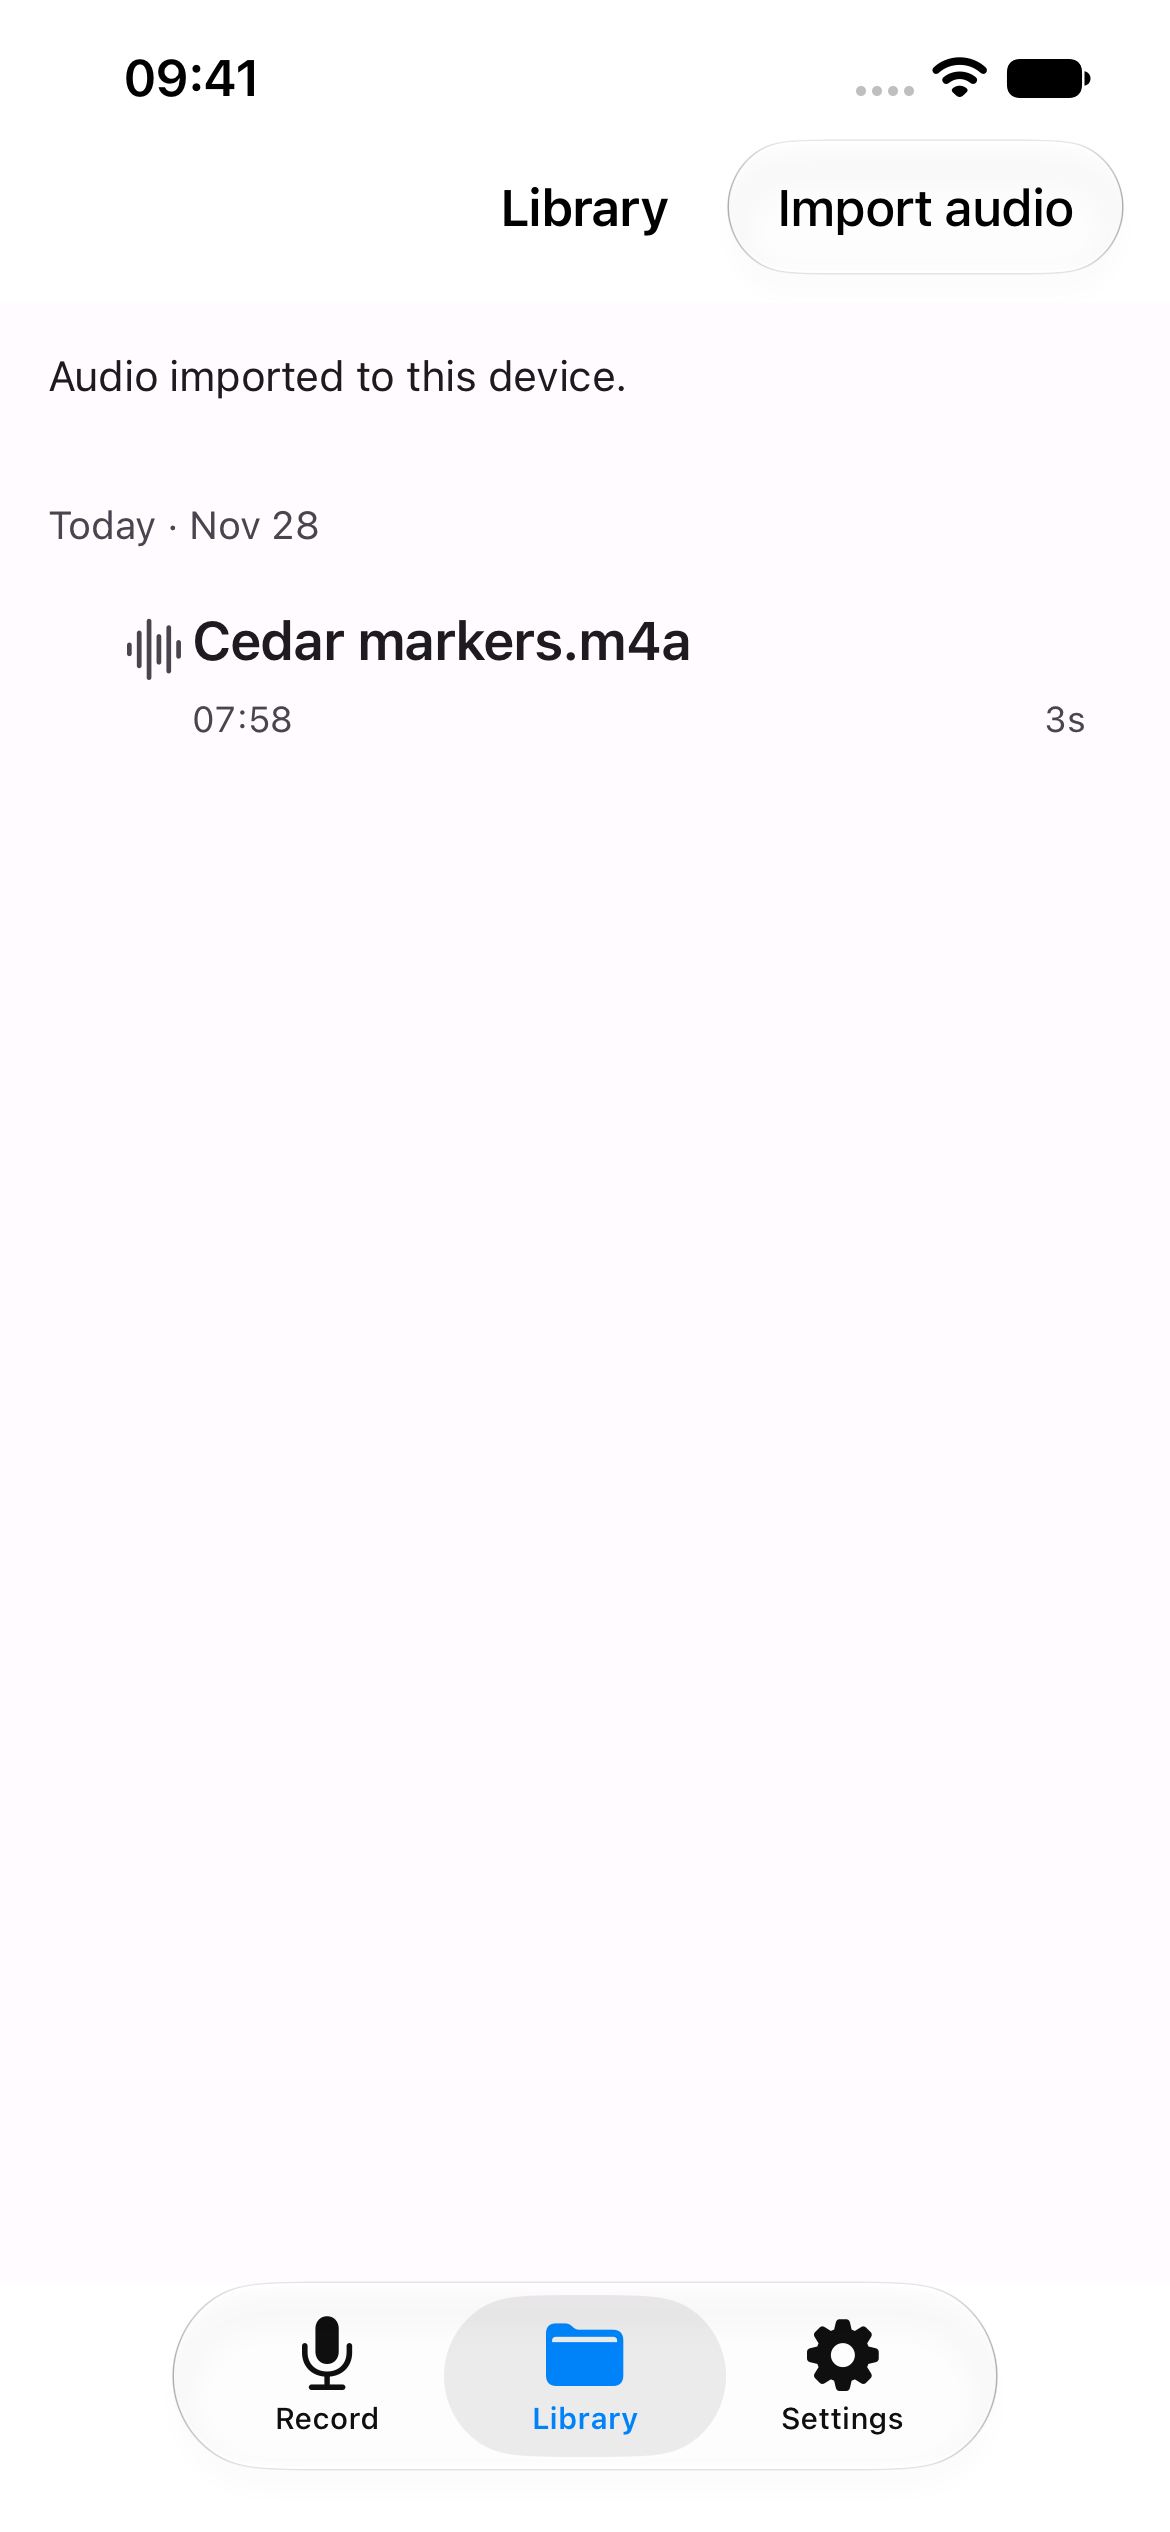 09:41
Library
Import audio
Audio imported to this device.
Today · Nov 28
Cedar markers.m4a
07:58 3s
Record Library Settings